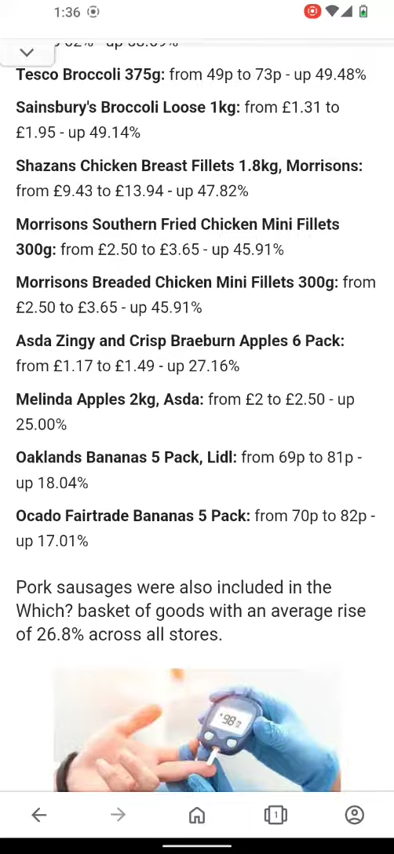 1:36
Tesco Broccoli 375g: from 49p to 73p - up 49.48%
Sainsbury's Broccoli Loose 1kg: from £1.31 to
£1.95 - up 49.14%
Shazans Chicken Breast Fillets 1.8kg, Morrisons:
from £9.43 to £13.94 - up 47.82%
Morrisons Southern Fried Chicken Mini Fillets
300g: from £2.50 to £3.65 - up 45.91%
Morrisons Breaded Chicken Mini Fillets 300g: from
£2.50 to £3.65 - up 45.91%
Asda Zingy and Crisp Braeburn Apples 6 Pack:
from £1.17 to £1.49 - up 27.16%
Melinda Apples 2kg, Asda: from £2 to £2.50 - up
25.00%
Oaklands Bananas 5 Pack, Lidl: from 69p to 81p -
up 18.04%
Ocado Fairtrade Bananas 5 Pack: from 70p to 82p -
up 17.01%
Pork sausages were also included in the
Which? basket of goods with an average rise
of 26.8% across all stores.
98
1